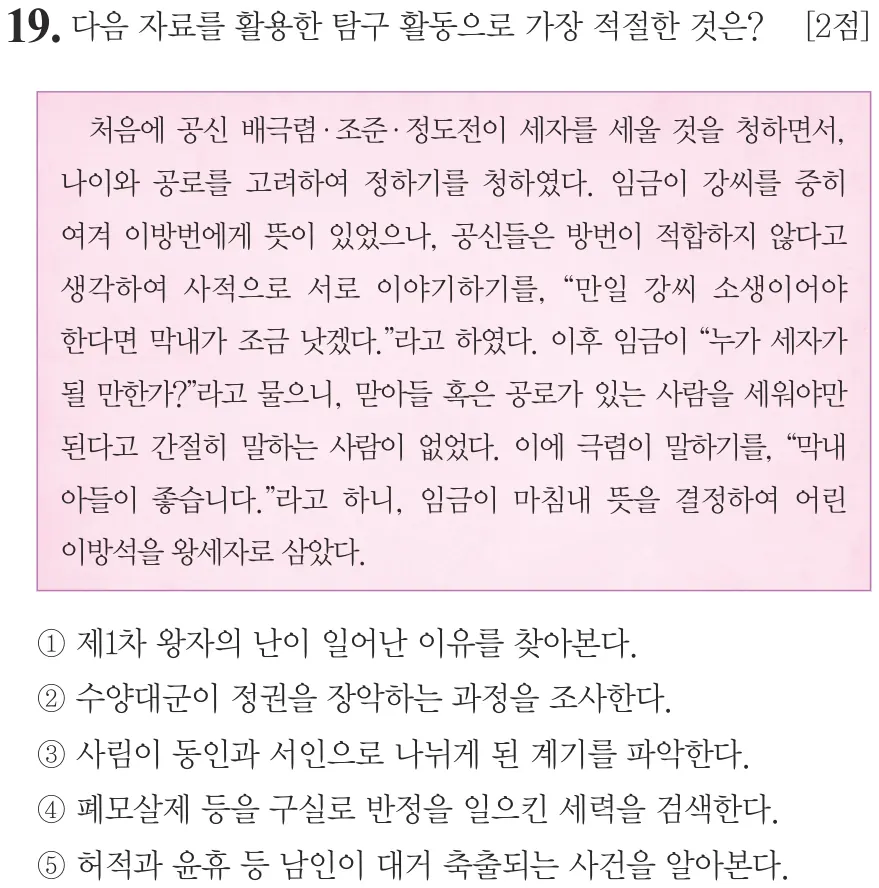 19. 다음 자료를 활용한 탐구 활동으로 가장 적절한 것은? [2점]
처음에 공신 배극렴·조준·정도전이 세자를 세울 것을 청하면서,
나이와 공로를 고려하여 정하기를 청하였다. 임금이 강씨를 중히
여겨 이방번에게 뜻이 있었으나, 공신들은 방번이 적합하지 않다고
생각하여 사적으로 서로 이야기하기를, “만일 강씨 소생이어야
한다면 막내가 조금 낫겠다.”라고 하였다. 이후 임금이 “누가 세자가
될 만한가?”라고 물으니, 맏아들 혹은 공로가 있는 사람을 세워야만
된다고 간절히 말하는 사람이 없었다. 이에 극렴이 말하기를, “막내
아들이 좋습니다.”라고 하니, 임금이 마침내 뜻을 결정하여 어린
이방석을 왕세자로 삼았다.
① 제1차 왕자의 난이 일어난 이유를 찾아본다.
② 수양대군이 정권을 장악하는 과정을 조사한다.
③ 사림이 동인과 서인으로 나뉘게 된 계기를 파악한다.
④ 폐모살제 등을 구실로 반정을 일으킨 세력을 검색한다.
⑤ 허적과 윤휴 등 남인이 대거 축출되는 사건을 알아본다.